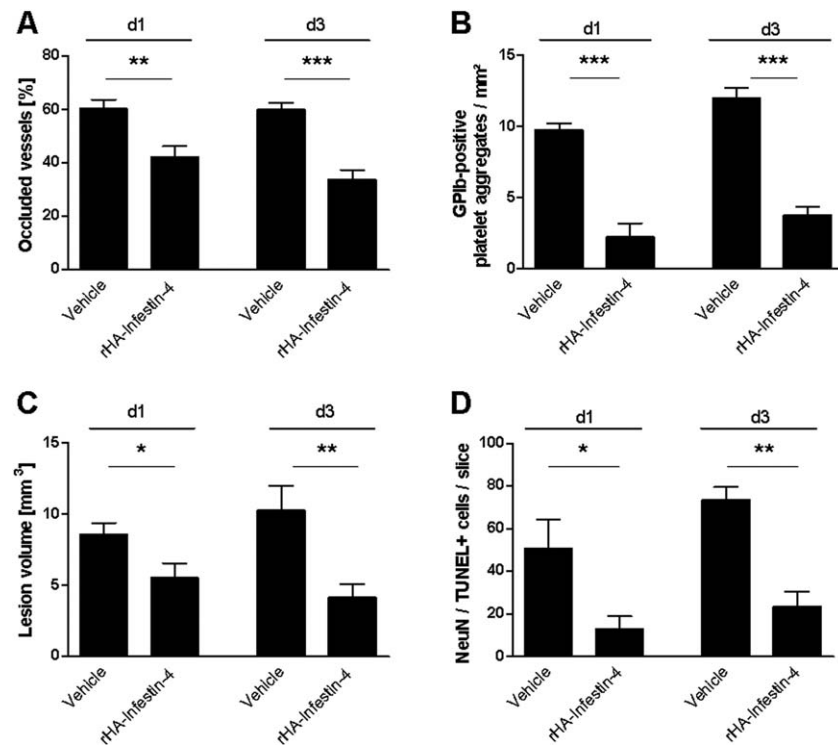 A
d1
d3
**
***
Occluded vessels [%]
80
60
40
20
0
Vehicle
rHA-Infestin-4
Vehicle
rHA-Infestin-4
B
d1
d3
***
***
GPIb-positive
platelet aggregates / mm²
15
10
5
0
Vehicle
rHA-Infestin-4
Vehicle
rHA-Infestin-4
C
d1
d3
*
**
Lesion volume [mm³]
15
10
5
0
Vehicle
rHA-Infestin-4
Vehicle
rHA-Infestin-4
D
d1
d3
*
**
NeuN / TUNEL+ cells / slice
100
80
60
40
20
0
Vehicle
rHA-Infestin-4
Vehicle
rHA-Infestin-4